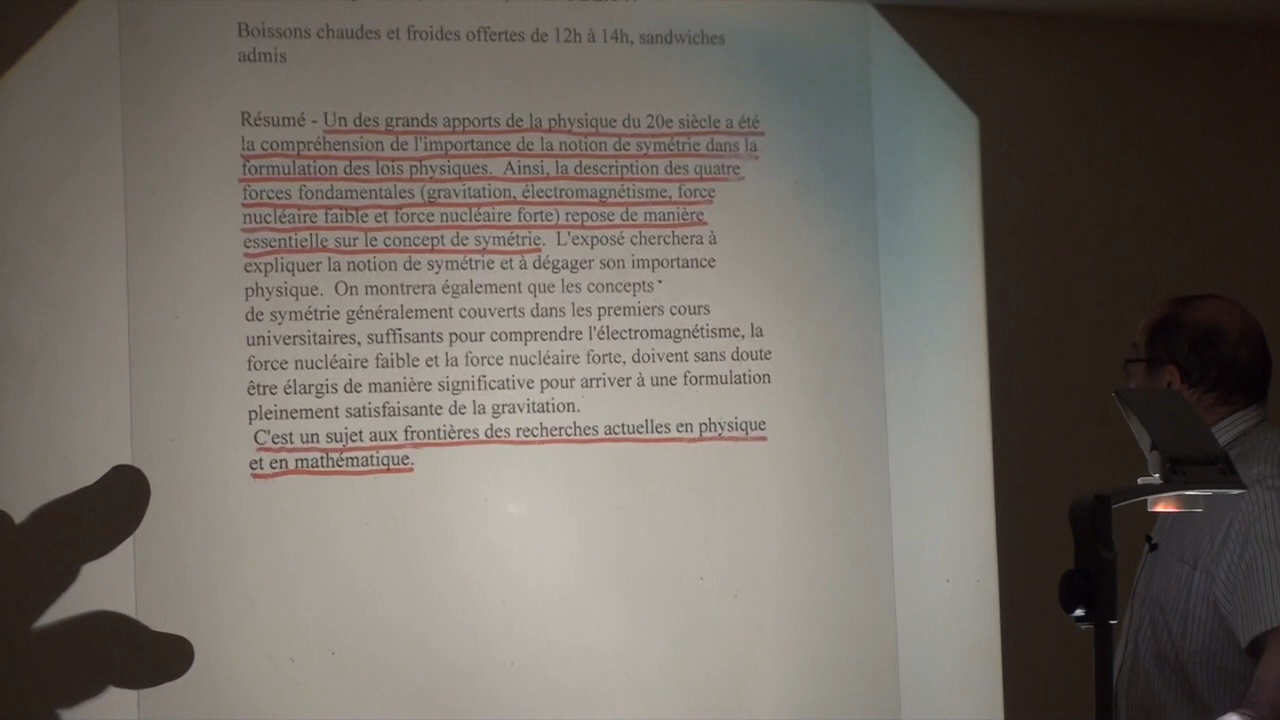 Boissons chaudes et froides offertes de 12h à 14h, sandwiches
admis
Résumé - Un des grands apports de la physique du 20e siècle a été
la compréhension de l'importance de la notion de symétrie dans la
formulation des lois physiques.  Ainsi, la description des quatre
forces fondamentales (gravitation, électromagnétisme, force
nucléaire faible et force nucléaire forte) repose de manière
essentielle sur le concept de symétrie.  L'exposé cherchera à
expliquer la notion de symétrie et à dégager son importance
physique.  On montrera également que les concepts
de symétrie généralement couverts dans les premiers cours
universitaires, suffisants pour comprendre l'électromagnétisme, la
force nucléaire faible et la force nucléaire forte, doivent sans doute
être élargis de manière significative pour arriver à une formulation
pleinement satisfaisante de la gravitation.
C'est un sujet aux frontières des recherches actuelles en physique
et en mathématique.